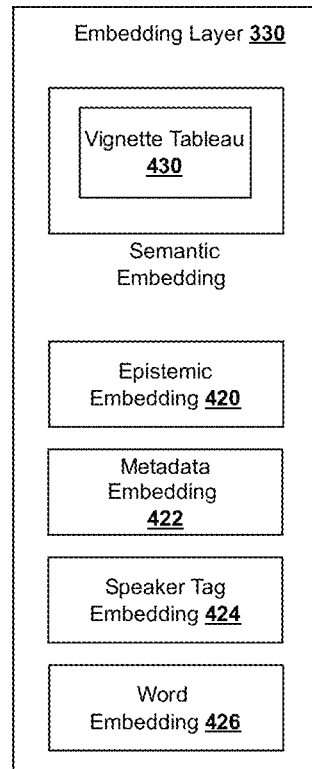 Embedding Layer 330
Vignette Tableau
430
Semantic
Embedding
Epistemic
Embedding 420
Metadata
Embedding
422
Speaker Tag
Embedding 424
Word
Embedding 426